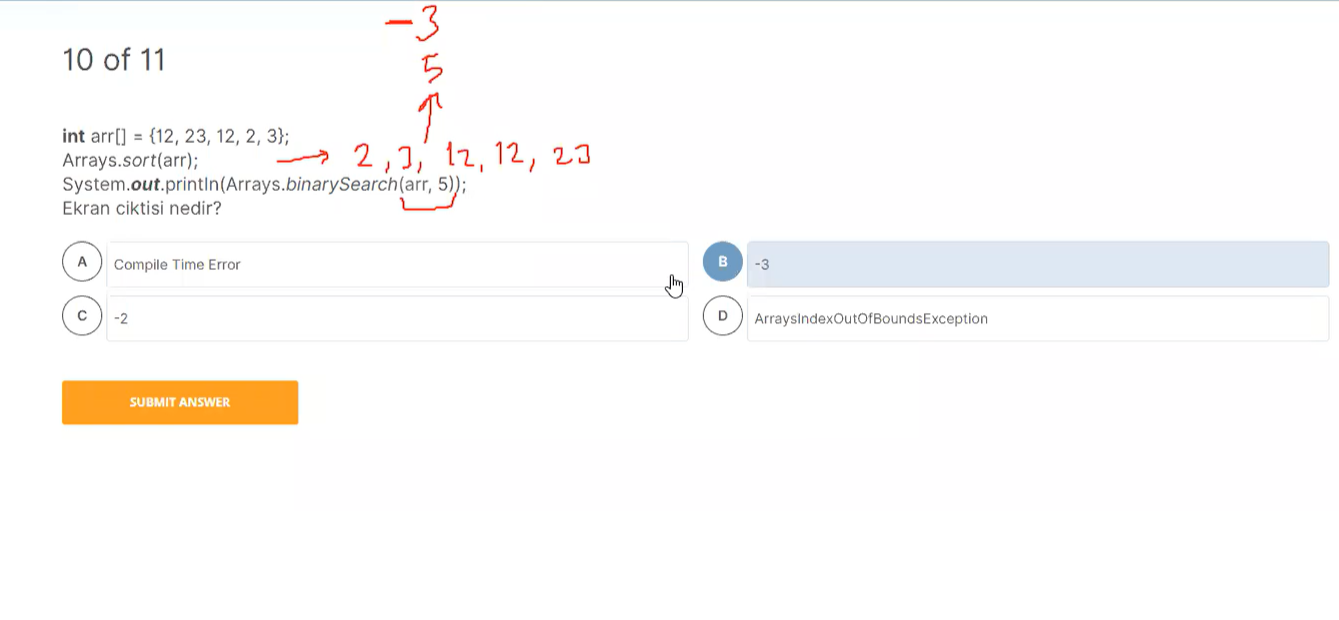 -3
10 of 11
5
int arr[] = {12, 23, 12, 2, 3};
Arrays.sort(arr);
2, 3, 12, 12, 23
System.out.println(Arrays.binarySearch(arr, 5));
Ekran ciktisi nedir?
A Compile Time Error
B -3
C -2
D ArraysIndexOutOfBoundsException
SUBMIT ANSWER